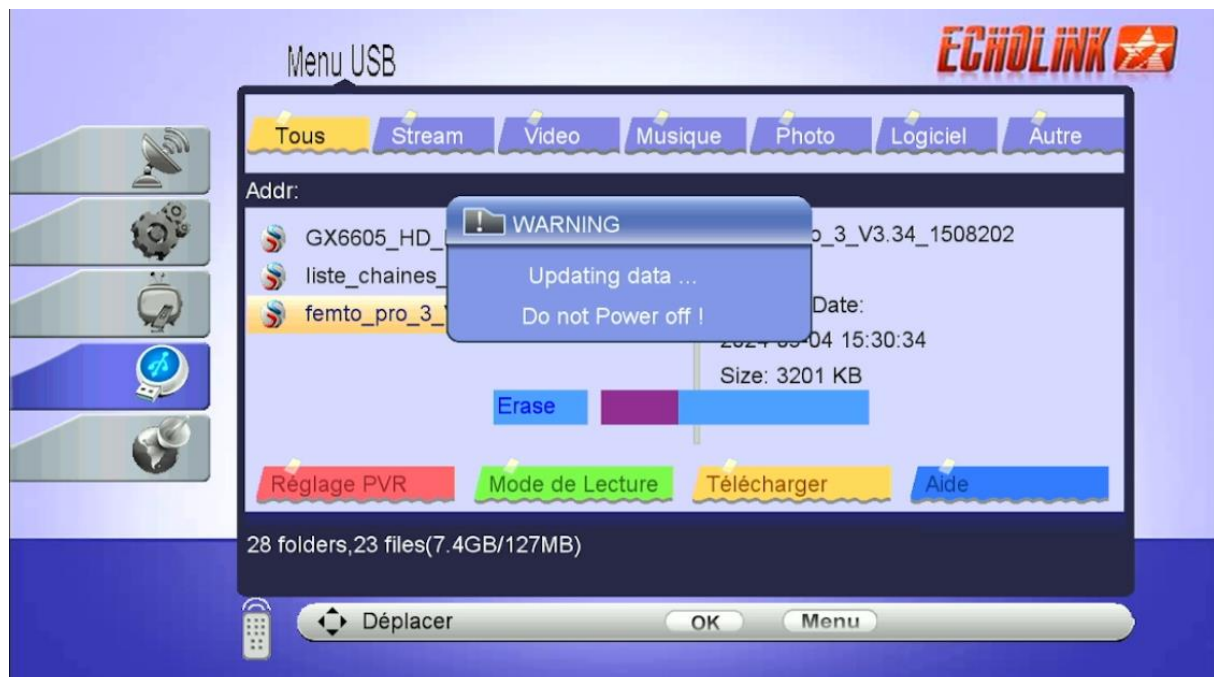 Menu USB
ECHOLINK
Tous Stream Video Musique Photo Logiciel Autre
Addr:
WARNING
Updating data ...
Do not Power off !
GX6605_HD_
liste_chaines_
femto_pro_3_
_3_V3.34_1508202
Date:
15:30:34
Size: 3201 KB
Erase
Réglage PVR Mode de Lecture Télécharger Aide
28 folders,23 files(7.4GB/127MB)
Déplacer OK Menu